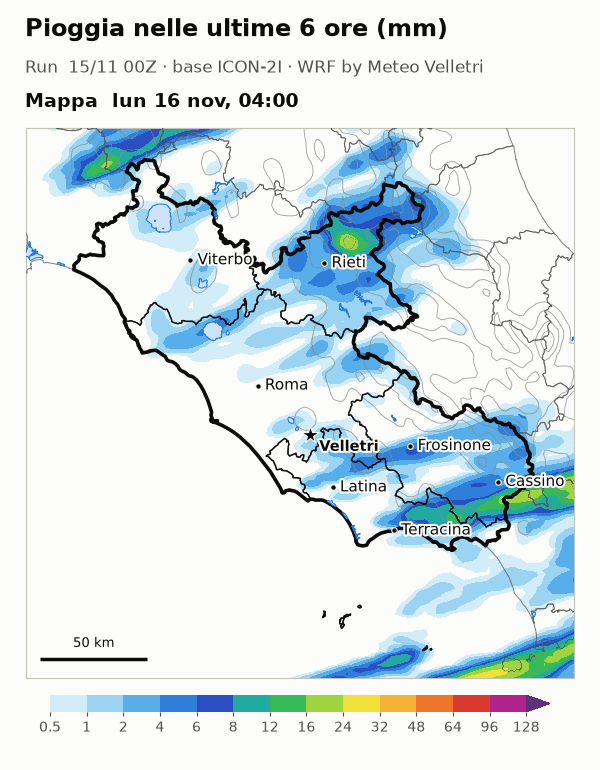 Pioggia nelle ultime 6 ore (mm)
Run 15/11 00Z · base ICON-2I · WRF by Meteo Velletri
Mappa lun 16 nov, 04:00
Viterbo
Rieti
Roma
Velletri
Frosinone
Cassino
Latina
Terracina
50 km
0.5 1 2 4 6 8 12 16 24 32 48 64 96 128